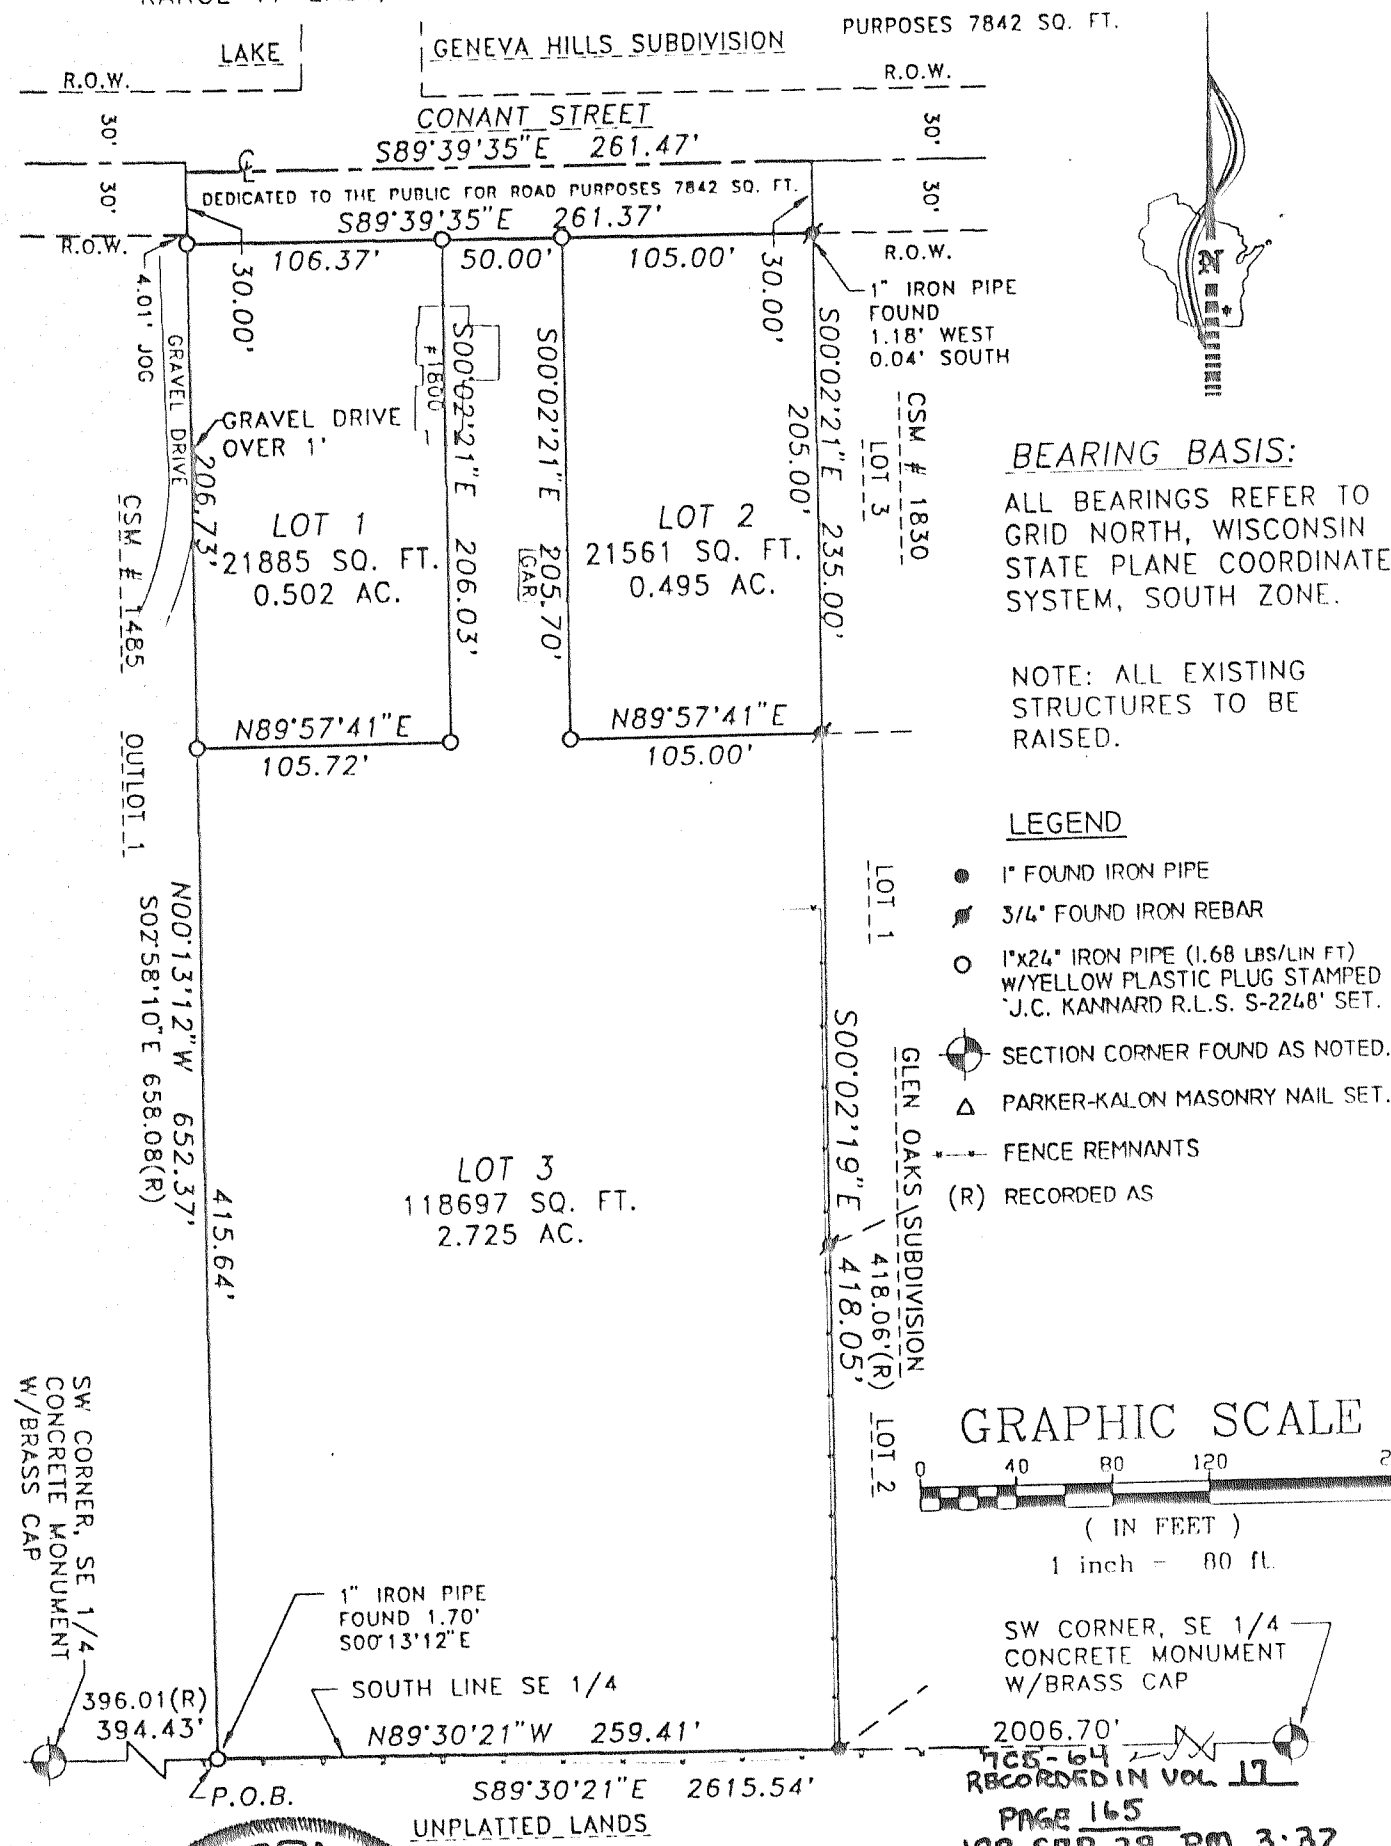 LAKE
GENEVA HILLS SUBDIVISION
PURPOSES 7842 SQ. FT.
R.O.W.
R.O.W.
CONANT STREET
30'
S89°39'35"E 261.47'
30'
30'
DEDICATED TO THE PUBLIC FOR ROAD PURPOSES 7842 SQ. FT.
30'
S89°39'35"E 261.37'
R.O.W.
R.O.W.
106.37'
50.00'
105.00'
4.01' JOG
30.00'
30.00'
1" IRON PIPE
FOUND
1.18' WEST
0.04' SOUTH
GRAVEL DRIVE
GRAVEL DRIVE
OVER 1'
#1800
S00°02'21"E 206.03'
S00°02'21"E 205.70'
GAR.
S00°02'21"E 235.00'
205.00'
206.73'
CSM # 1830
LOT 3
CSM # 1485
OUTLOT 1
LOT 1
21885 SQ. FT.
0.502 AC.
LOT 2
21561 SQ. FT.
0.495 AC.
N
BEARING BASIS:
ALL BEARINGS REFER TO
GRID NORTH, WISCONSIN
STATE PLANE COORDINATE
SYSTEM, SOUTH ZONE.
NOTE: ALL EXISTING
STRUCTURES TO BE
RAISED.
N89°57'41"E
105.72'
N89°57'41"E
105.00'
LEGEND
1" FOUND IRON PIPE
3/4" FOUND IRON REBAR
1"X24" IRON PIPE (1.68 LBS/LIN FT)
W/YELLOW PLASTIC PLUG STAMPED
'J.C. KANNARD R.L.S. S-2248' SET.
SECTION CORNER FOUND AS NOTED.
PARKER-KALON MASONRY NAIL SET.
FENCE REMNANTS
(R) RECORDED AS
N00°13'12"W 652.37'
S02°58'10"E 658.08(R)
415.64'
LOT 3
118697 SQ. FT.
2.725 AC.
LOT 1
GLEN OAKS SUBDIVISION
S00°02'19"E 418.05'
418.06'(R)
LOT 2
GRAPHIC SCALE
0 40 80 120
( IN FEET )
1 inch = 80 ft.
SW CORNER, SE 1/4
CONCRETE MONUMENT
W/BRASS CAP
1" IRON PIPE
FOUND 1.70'
S00°13'12"E
SW CORNER, SE 1/4
CONCRETE MONUMENT
W/BRASS CAP
SOUTH LINE SE 1/4
396.01(R)
394.43'
N89°30'21"W 259.41'
2006.70'
P.O.B.
S89°30'21"E 2615.54'
UNPLATTED LANDS
RECORDED IN VOL 17
PAGE 165